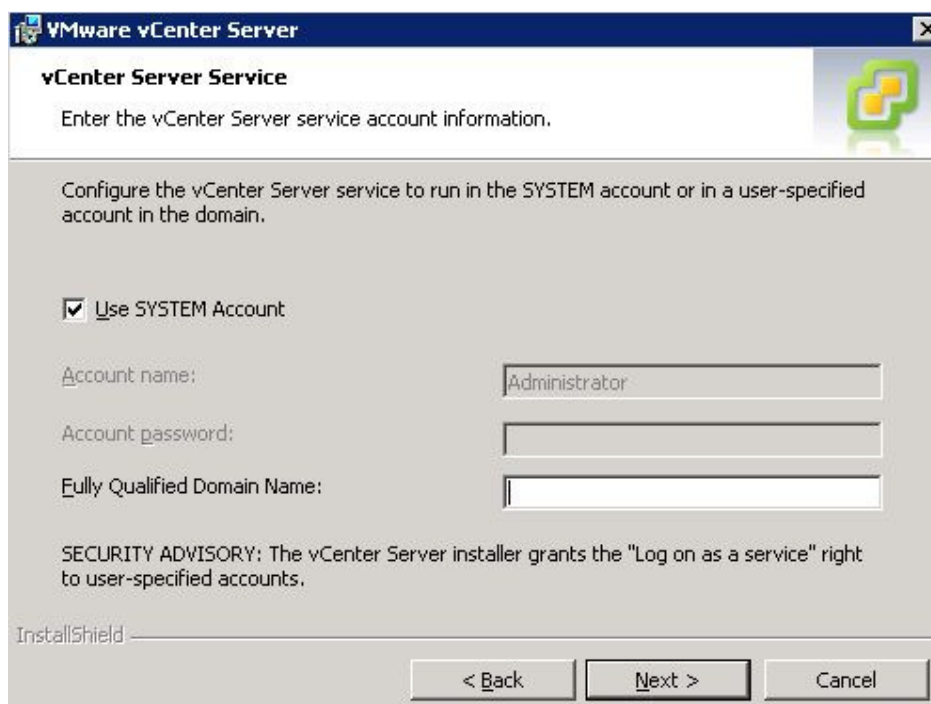 VMware vCenter Server
vCenter Server Service
Enter the vCenter Server service account information.
Configure the vCenter Server service to run in the SYSTEM account or in a user-specified
account in the domain.
Use SYSTEM Account
Account name:
Administrator
Account password:
Fully Qualified Domain Name:
SECURITY ADVISORY: The vCenter Server installer grants the "Log on as a service" right
to user-specified accounts.
InstallShield
< Back
Next >
Cancel